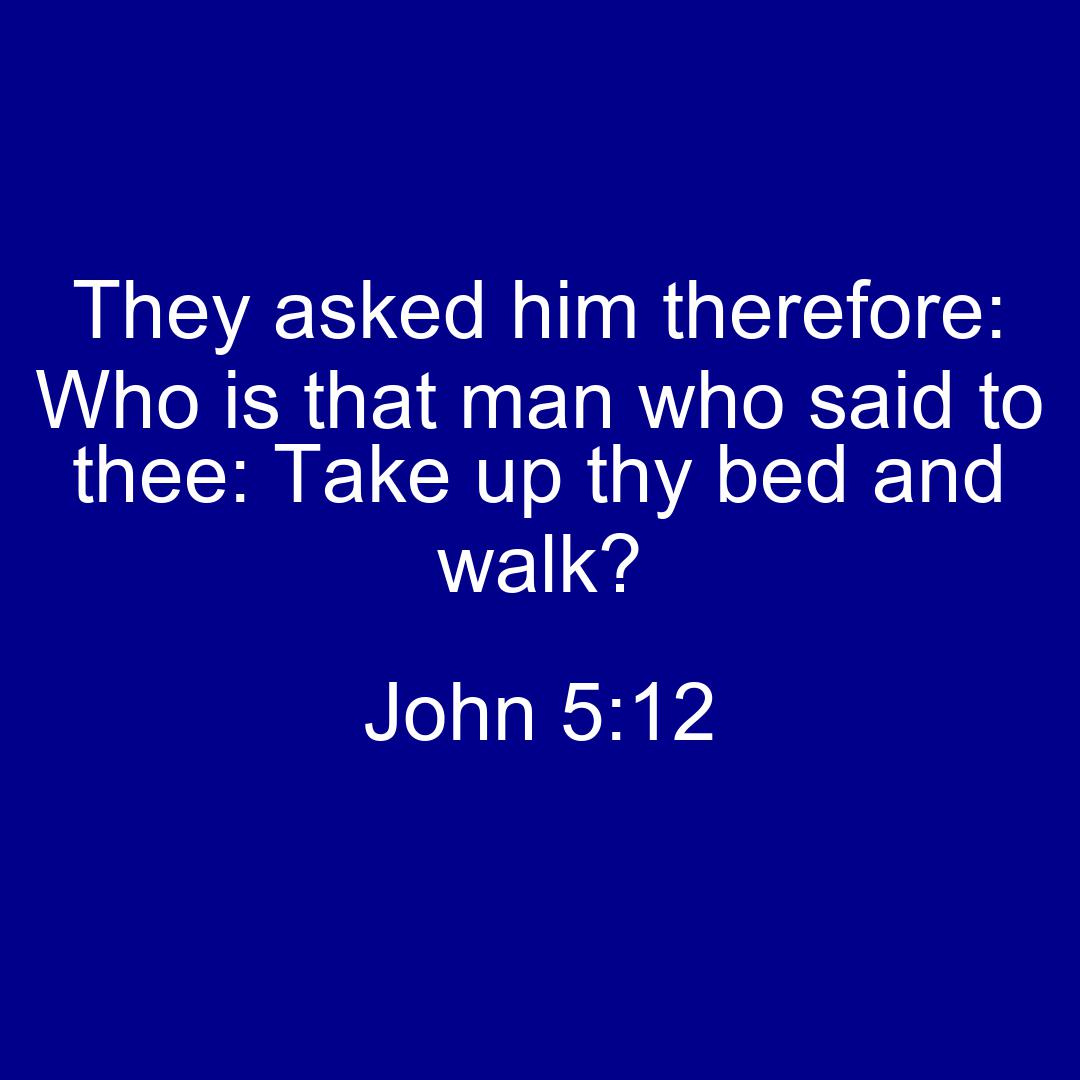 They asked him therefore:
Who is that man who said to
thee: Take up thy bed and
walk?
John 5:12